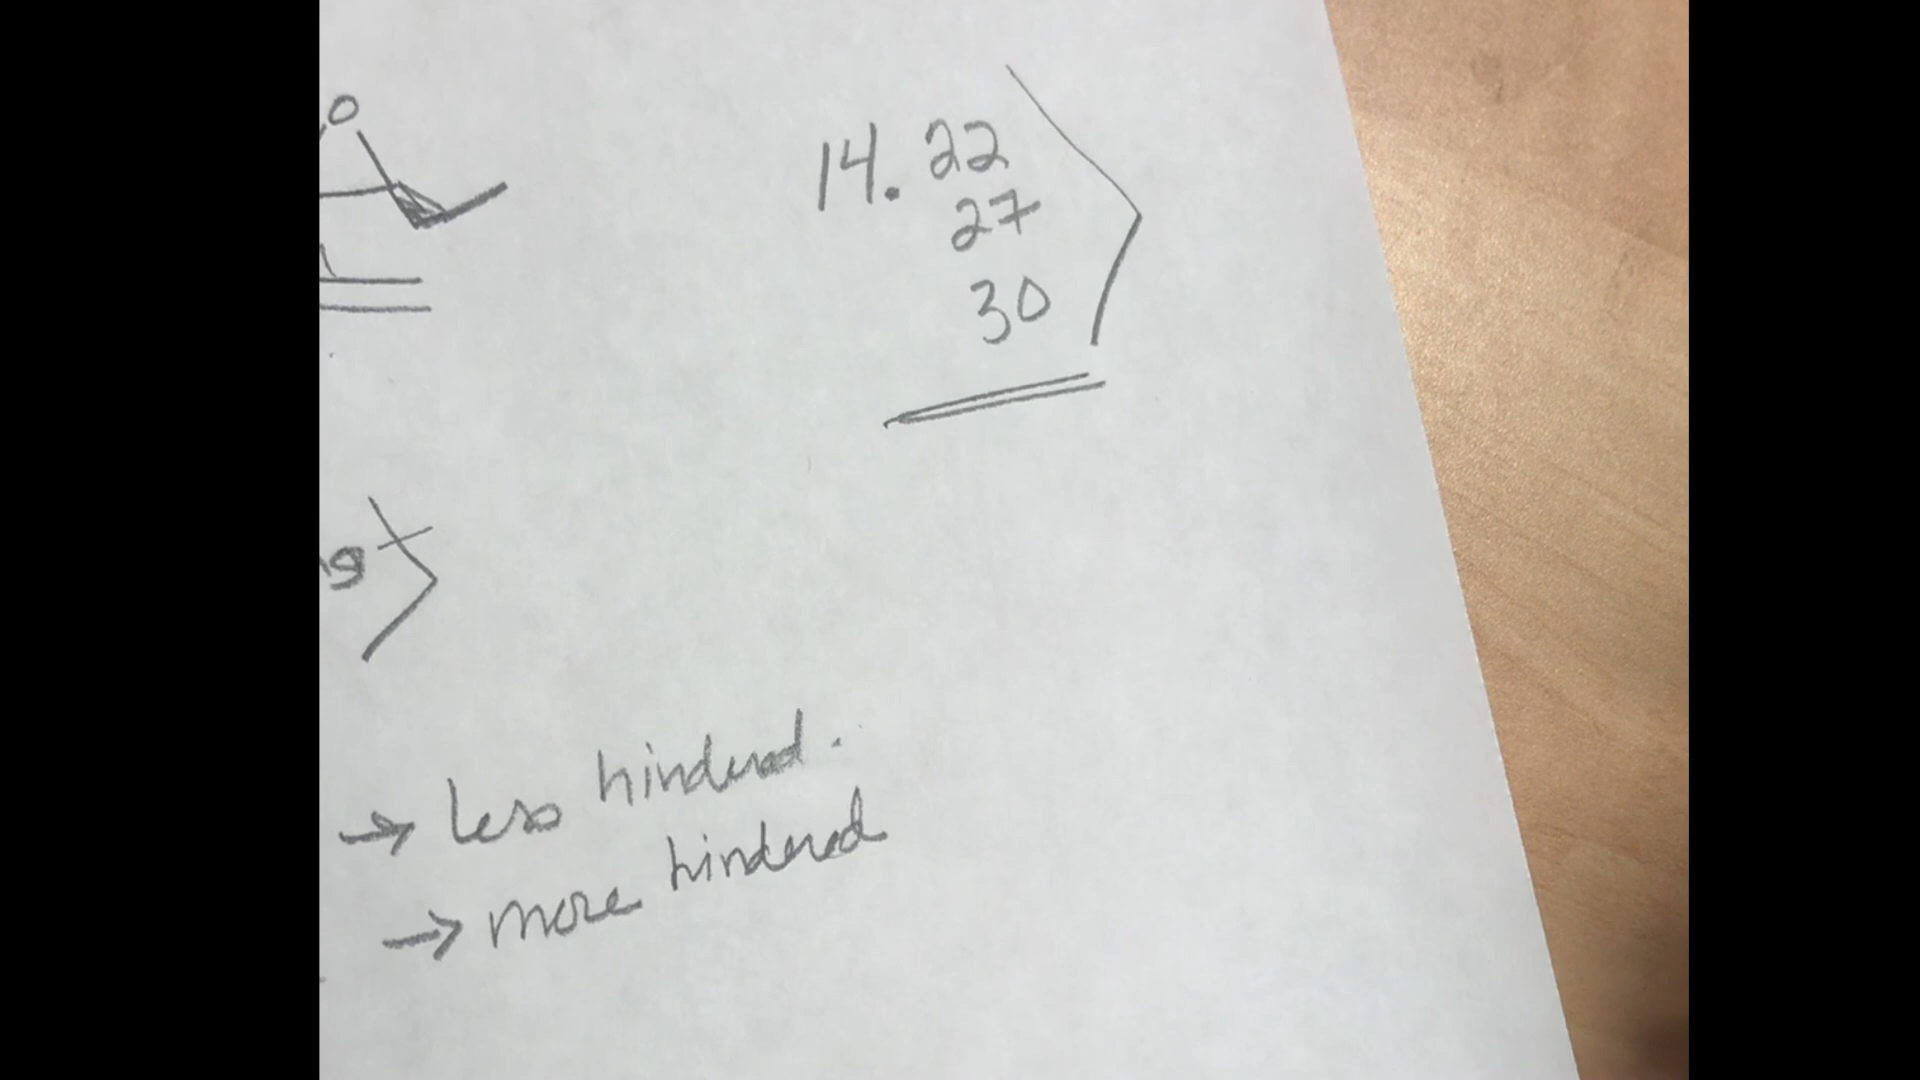 O
14. 22
27
30
→ less hindered.
→ more hindered